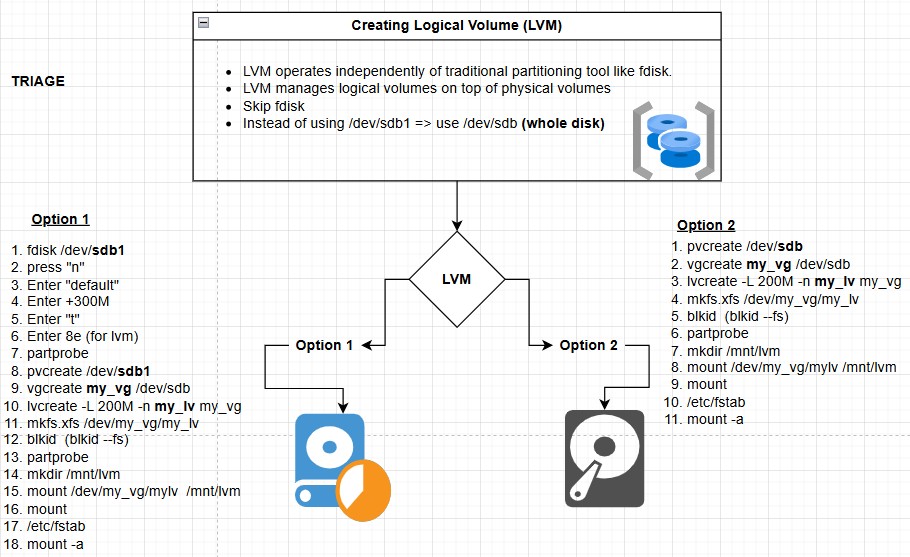 Creating Logical Volume (LVM)
TRIAGE
• LVM operates independently of traditional partitioning tool like fdisk.
• LVM manages logical volumes on top of physical volumes
• Skip fdisk
• Instead of using /dev/sdb1 => use /dev/sdb (whole disk)
Option 1
1. fdisk /dev/sdb1
2. press "n"
3. Enter "default"
4. Enter +300M
5. Enter "t"
6. Enter 8e (for lvm)
7. partprobe
8. pvcreate /dev/sdb1
9. vgcreate my_vg /dev/sdb
10. lvcreate -L 200M -n my_lv my_vg
11. mkfs.xfs /dev/my_vg/my_lv
12. blkid (blkid --fs)
13. partprobe
14. mkdir /mnt/lvm
15. mount /dev/my_vg/mylv /mnt/lvm
16. mount
17. /etc/fstab
18. mount -a
LVM
Option 1
Option 2
Option 2
1. pvcreate /dev/sdb
2. vgcreate my_vg /dev/sdb
3. lvcreate -L 200M -n my_lv my_vg
4. mkfs.xfs /dev/my_vg/my_lv
5. blkid (blkid --fs)
6. partprobe
7. mkdir /mnt/lvm
8. mount /dev/my_vg/mylv /mnt/lvm
9. mount
10. /etc/fstab
11. mount -a